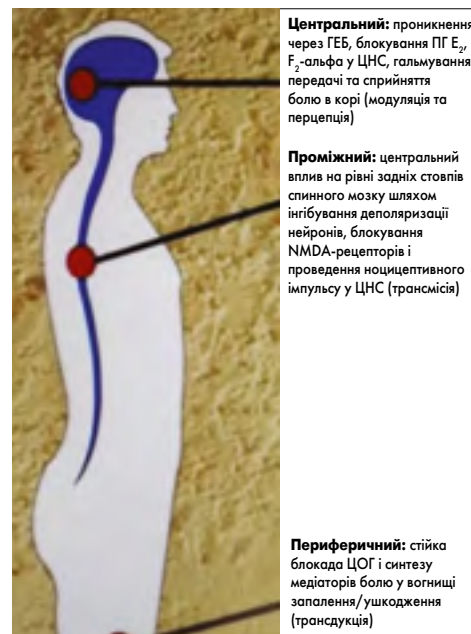 Центральний: проникнення
через ГЕБ, блокування ПГ E₂,
F₂-альфа у ЦНС, гальмування
передачі та сприйняття
болю в корі (модуляція та
перцепція)
Проміжний: центральний
вплив на рівні задніх стовпів
спинного мозку шляхом
інгібування деполяризації
нейронів, блокування
NMDA-рецепторів і
проведення ноцицептивного
імпульсу у ЦНС (трансмісія)
Периферичний: стійка
блокада ЦОГ і синтезу
медіаторів болю у вогнищі
запалення/ушкодження
(трансдукція)